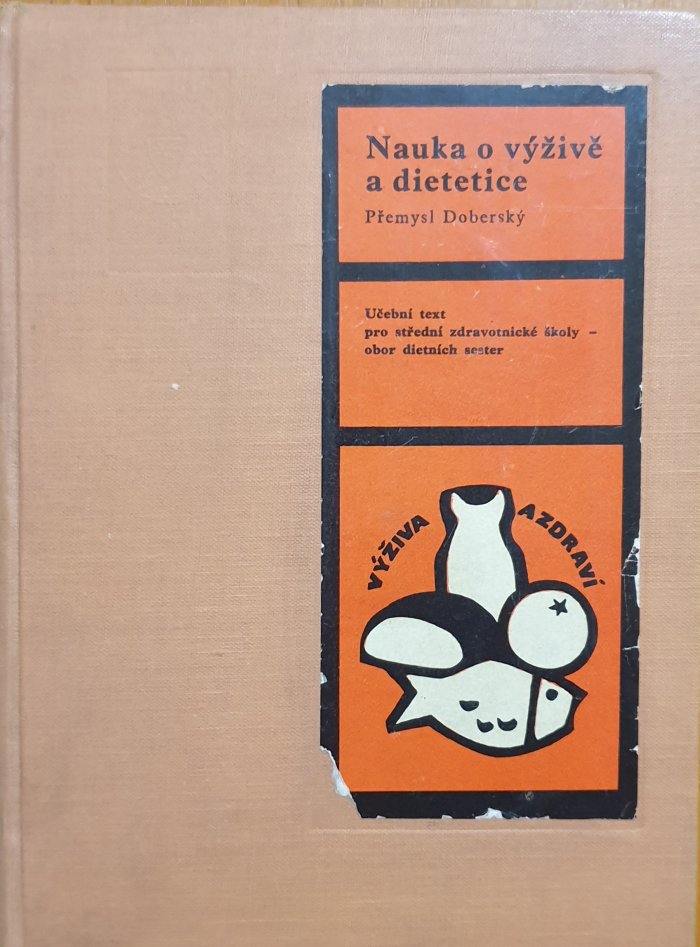 Nauka o výživě
a dietetice
Přemysl Doberský
Učební text
pro střední zdravotnické školy –
obor dietních sester
VÝŽIVA A ZDRAVÍ